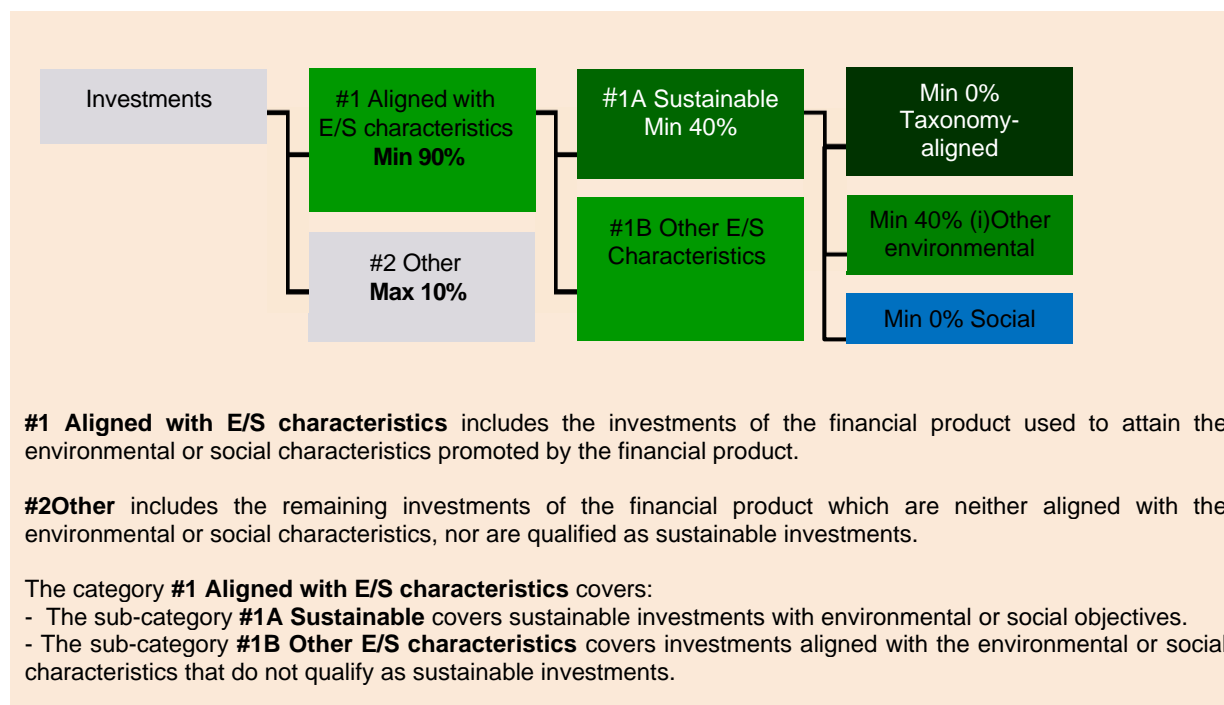 Investments
#1 Aligned with
E/S characteristics
Min 90%
#2 Other
Max 10%
#1A Sustainable
Min 40%
#1B Other E/S
Characteristics
Min 0%
Taxonomy-
aligned
Min 40% (i)Other
environmental
Min 0% Social
#1 Aligned with E/S characteristics includes the investments of the financial product used to attain the
environmental or social characteristics promoted by the financial product.
#2Other includes the remaining investments of the financial product which are neither aligned with the
environmental or social characteristics, nor are qualified as sustainable investments.
The category #1 Aligned with E/S characteristics covers:
- The sub-category #1A Sustainable covers sustainable investments with environmental or social objectives.
- The sub-category #1B Other E/S characteristics covers investments aligned with the environmental or social
characteristics that do not qualify as sustainable investments.